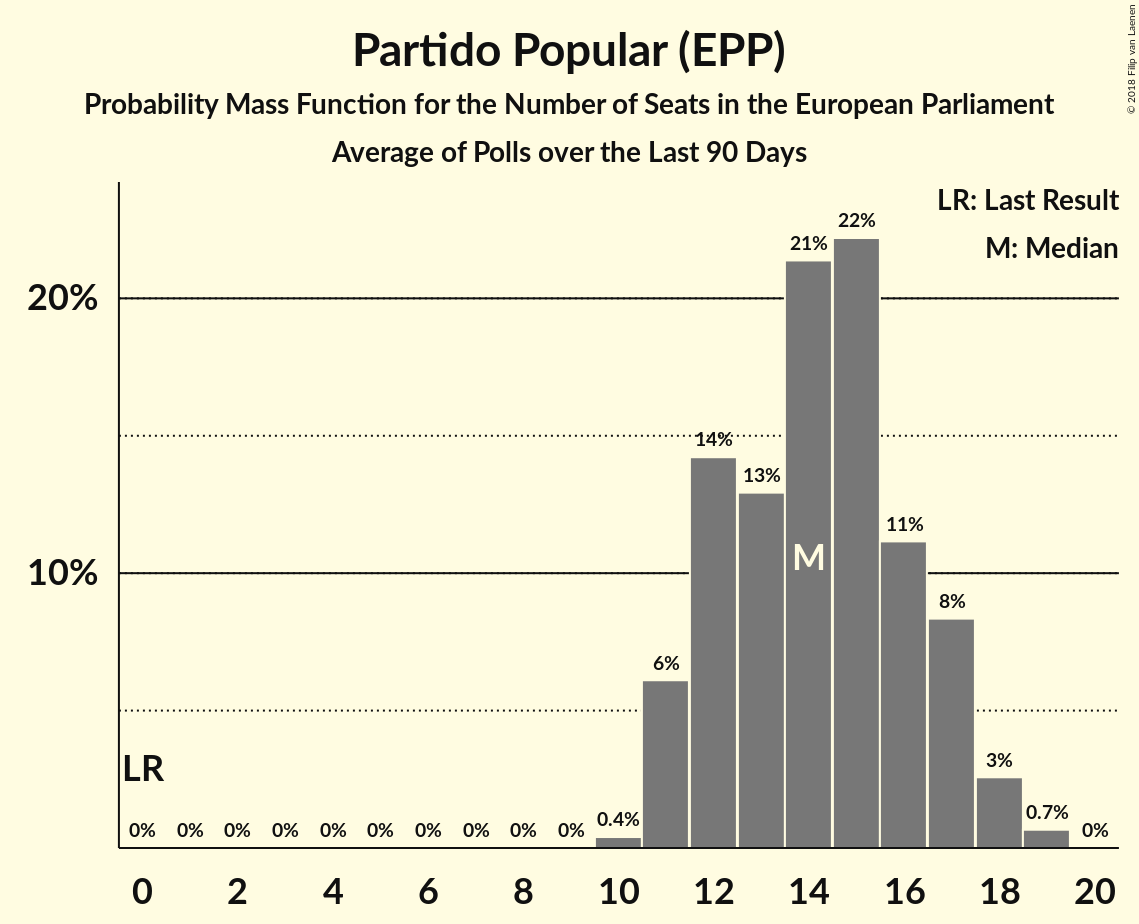 Partido Popular (EPP)
Probability Mass Function for the Number of Seats in the European Parliament
Average of Polls over the Last 90 Days
© 2018 Filip van Laenen
LR: Last Result
M: Median
20%
10%
LR
M
0% 0% 0% 0% 0% 0% 0% 0% 0% 0% 0.4% 6% 14% 13% 21% 22% 11% 8% 3% 0.7% 0%
0 2 4 6 8 10 12 14 16 18 20